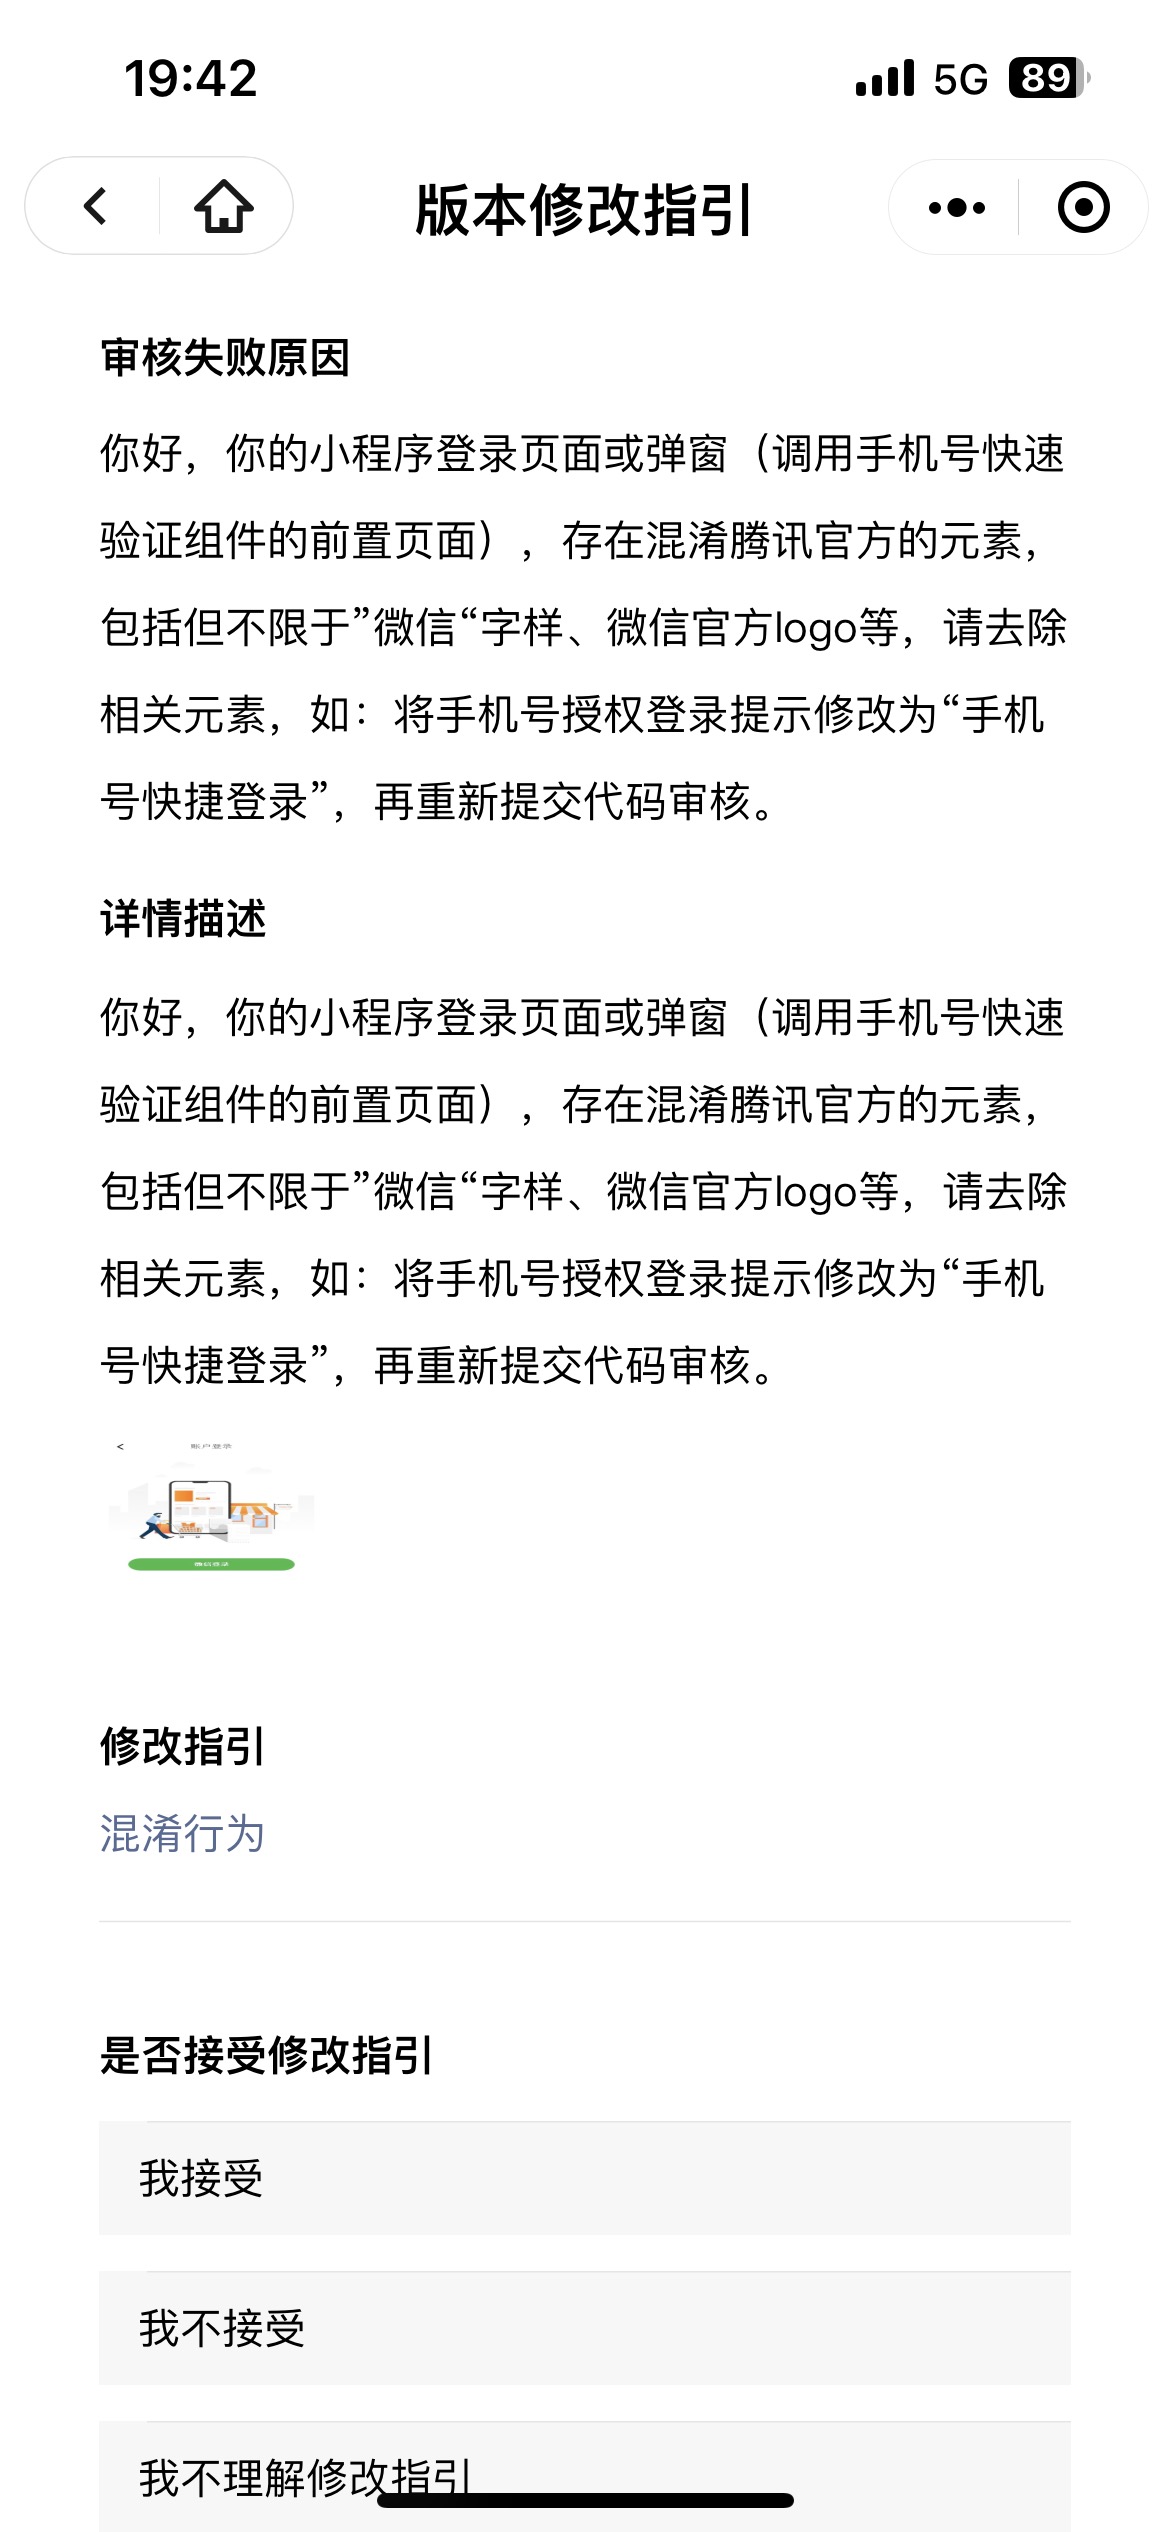 19:42
5G 89
版本修改指引
审核失败原因
你好，你的小程序登录页面或弹窗（调用手机号快速
验证组件的前置页面），存在混淆腾讯官方的元素，
包括但不限于”微信“字样、微信官方logo等，请去除
相关元素，如：将手机号授权登录提示修改为“手机
号快捷登录”，再重新提交代码审核。
详情描述
你好，你的小程序登录页面或弹窗（调用手机号快速
验证组件的前置页面），存在混淆腾讯官方的元素，
包括但不限于”微信“字样、微信官方logo等，请去除
相关元素，如：将手机号授权登录提示修改为“手机
号快捷登录”，再重新提交代码审核。
账户登录
微信登录
修改指引
混淆行为
是否接受修改指引
我接受
我不接受
我不理解修改指引